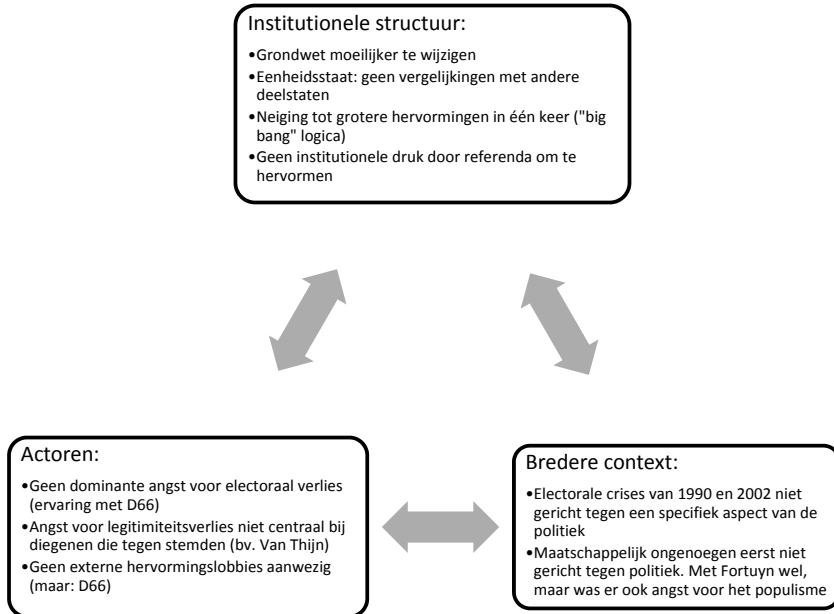 Institutionele structuur:
•Grondwet moeilijker te wijzigen
•Eenheidsstaat: geen vergelijkingen met andere
deelstaten
•Neiging tot grotere hervormingen in één keer ("big
bang" logica)
•Geen institutionele druk door referenda om te
hervormen
Actoren:
•Geen dominante angst voor electoraal verlies
(ervaring met D66)
•Angst voor legitimiteitsverlies niet centraal bij
diegenen die tegen stemden (bv. Van Thijn)
•Geen externe hervormingslobbies aanwezig
(maar: D66)
Bredere context:
•Electorale crises van 1990 en 2002 niet
gericht tegen een specifiek aspect van de
politiek
•Maatschappelijk ongenoegen eerst niet
gericht tegen politiek. Met Fortuyn wel,
maar was er ook angst voor het populisme